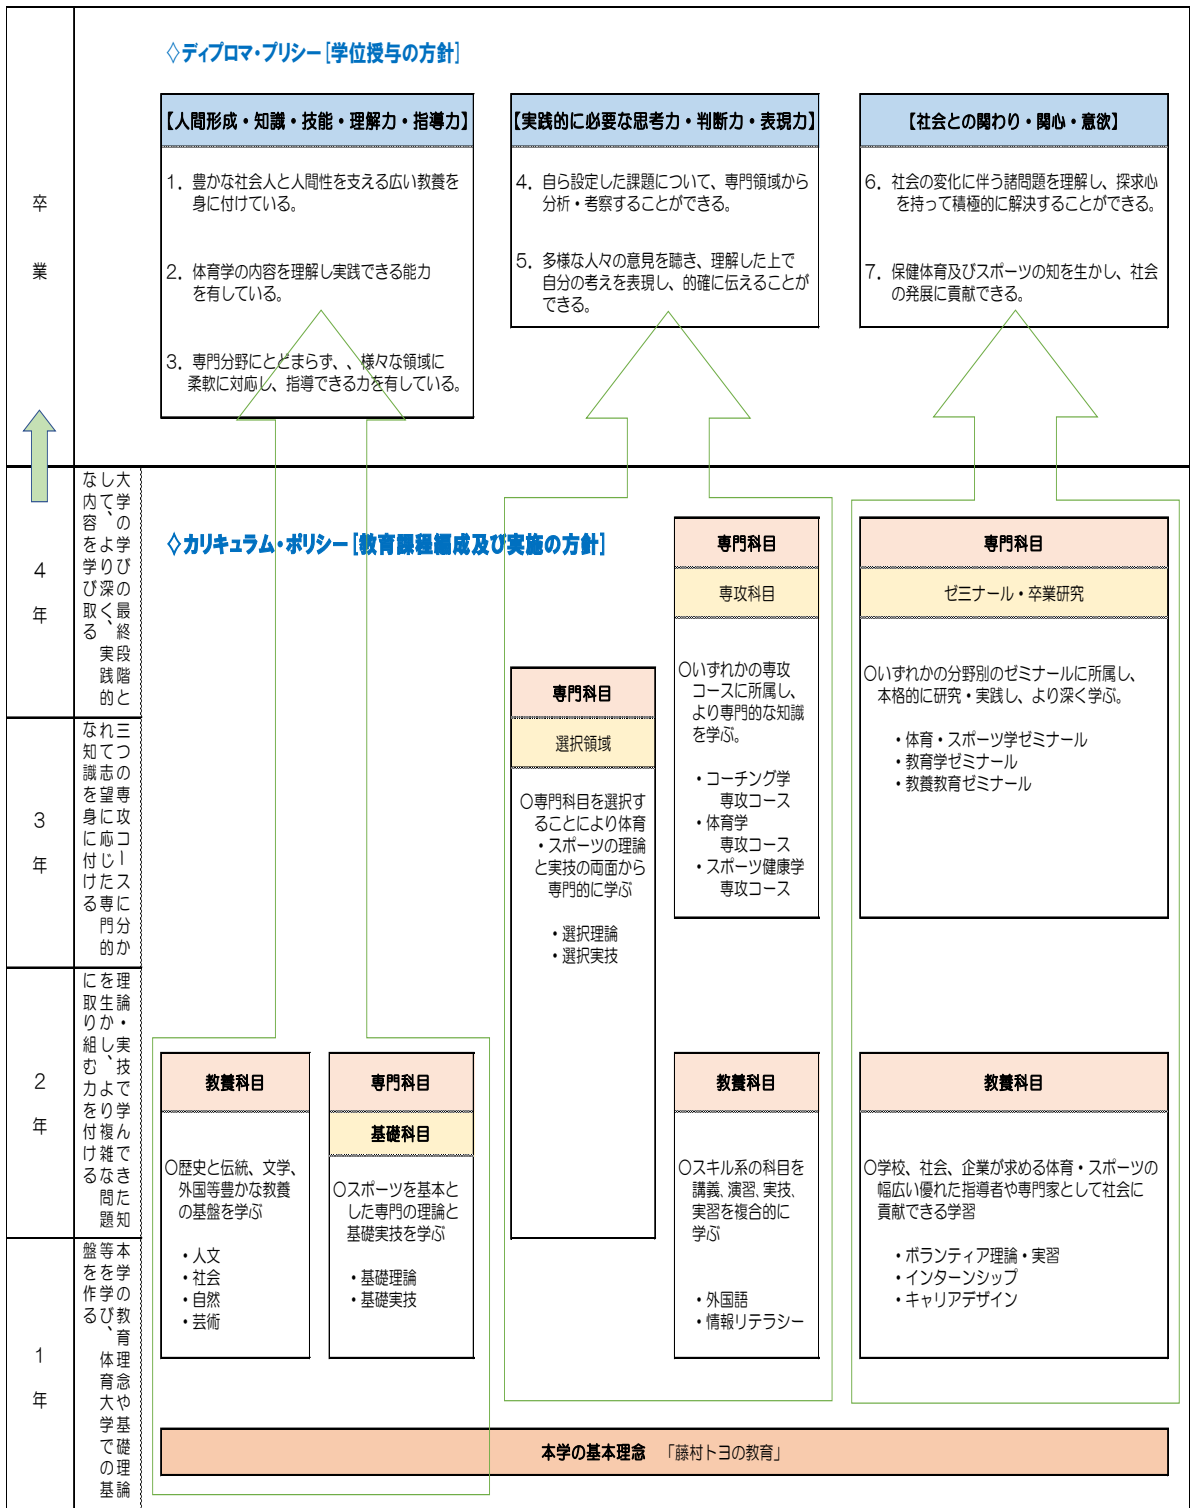 ◇ディプロマ・プリシー[学位授与の方針]
【人間形成・知識・技能・理解力・指導力】
1．豊かな社会人と人間性を支える広い教養を
身に付けている。
2．体育学の内容を理解し実践できる能力
を有している。
3．専門分野にとどまらず、、様々な領域に
柔軟に対応し、指導できる力を有している。
【実践的に必要な思考力・判断力・表現力】
4．自ら設定した課題について、専門領域から
分析・考察することができる。
5．多様な人々の意見を聴き、理解した上で
自分の考えを表現し、的確に伝えることが
できる。
【社会との関わり・関心・意欲】
6．社会の変化に伴う諸問題を理解し、探求心
を持って積極的に解決することができる。
7．保健体育及びスポーツの知を生かし、社会
の発展に貢献できる。
卒
業
4
年
大学の学びの最終段階と
して、より深く、実践的
な内容を学び取る
3
年
三つの専攻コースに分か
れて志望に応じた専門的
な知識を身に付ける
2
年
理論・実技で学んできた知
を生かし、より複雑な問題
に取り組む力を付ける
1
年
本学の教育理念や基礎理論
等を学び、体育大学での基
盤を作る
◇カリキュラム・ポリシー[教育課程編成及び実施の方針]
専門科目
選択領域
○専門科目を選択す
ることにより体育
・スポーツの理論
と実技の両面から
専門的に学ぶ
・選択理論
・選択実技
専門科目
専攻科目
○いずれかの専攻
コースに所属し、
より専門的な知識
を学ぶ。
・コーチング学
専攻コース
・体育学
専攻コース
・スポーツ健康学
専攻コース
専門科目
ゼミナール・卒業研究
○いずれかの分野別のゼミナールに所属し、
本格的に研究・実践し、より深く学ぶ。
・体育・スポーツ学ゼミナール
・教育学ゼミナール
・教養教育ゼミナール
教養科目
○歴史と伝統、文学、
外国等豊かな教養
の基盤を学ぶ
・人文
・社会
・自然
・芸術
専門科目
基礎科目
○スポーツを基本と
した専門の理論と
基礎実技を学ぶ
・基礎理論
・基礎実技
教養科目
○スキル系の科目を
講義、演習、実技、
実習を複合的に
学ぶ
・外国語
・情報リテラシー
教養科目
○学校、社会、企業が求める体育・スポーツの
幅広い優れた指導者や専門家として社会に
貢献できる学習
・ボランティア理論・実習
・インターンシップ
・キャリアデザイン
本学の基本理念　「藤村トヨの教育」